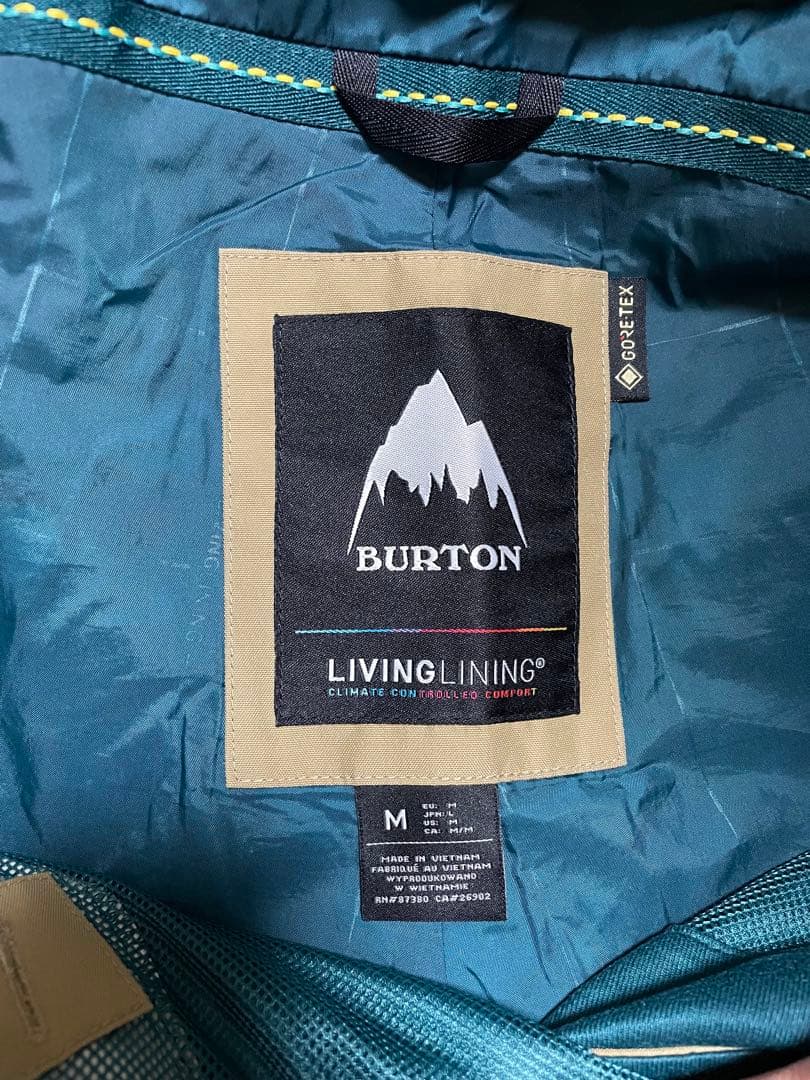 GORE-TEX
BURTON
LIVINGLINING®
CLIMATE CONTROLLED COMFORT
M
EU: M
JPN: L
US: M
CA: M/M
MADE IN VIETNAM
FABRIQUÉ AU VIETNAM
WYPRODUKOWANO
W WIETNAMIE
RN#87380 CA#26902